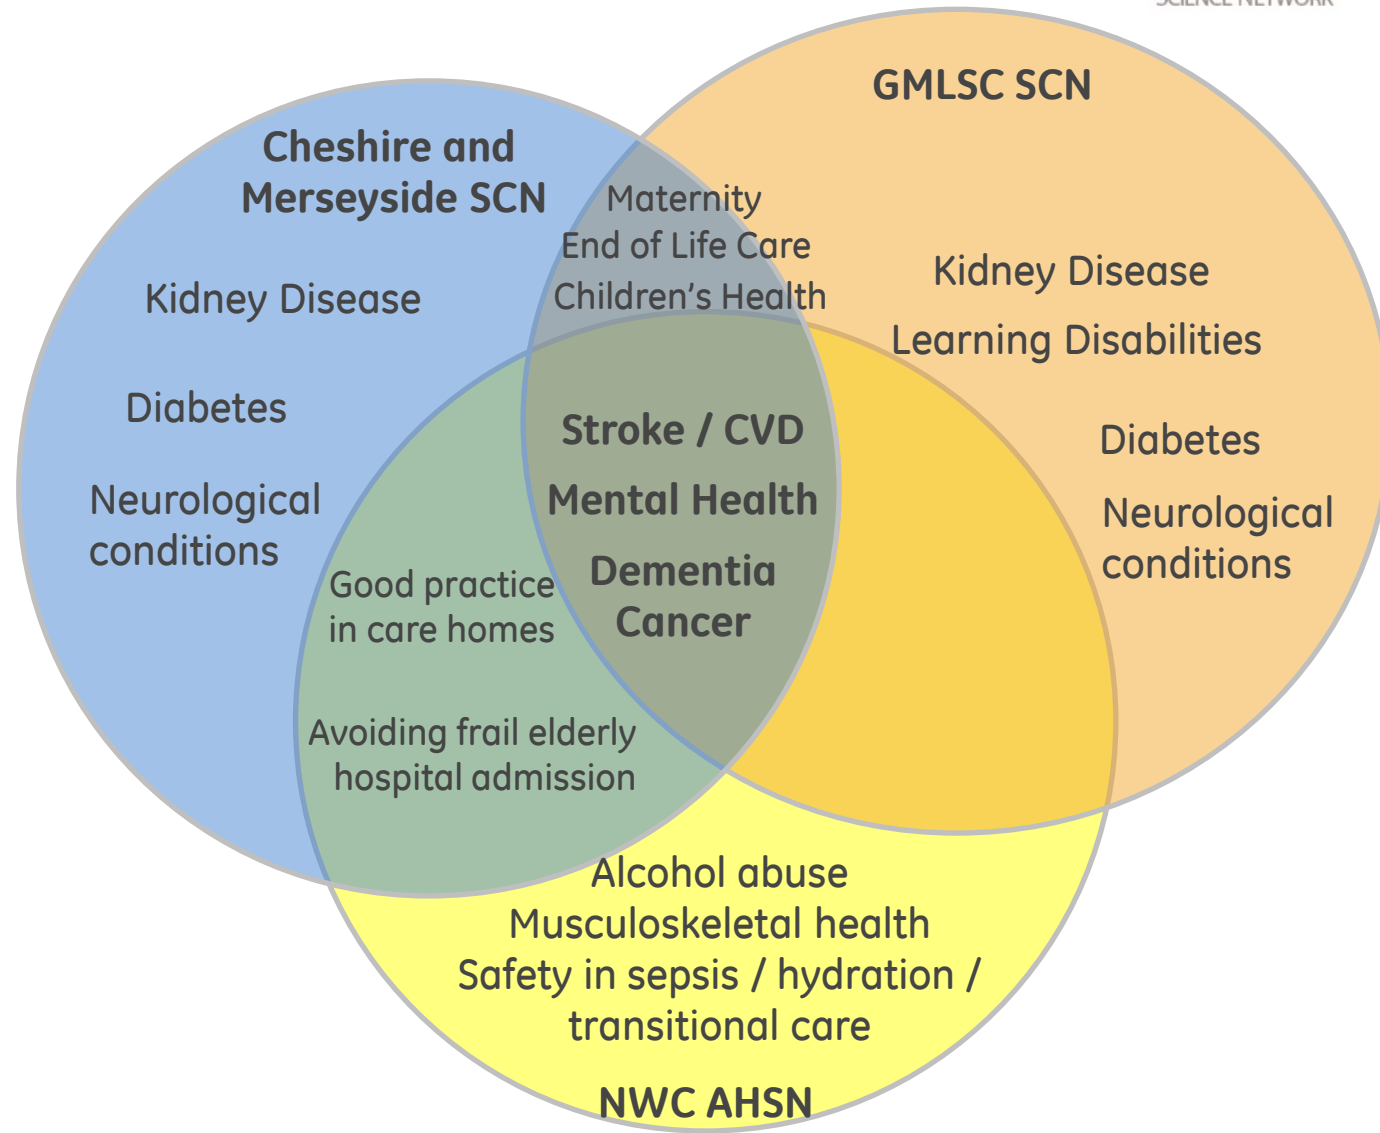 SCIENCE NETWORK
GMLSC SCN
Cheshire and
Merseyside SCN
Maternity
End of Life Care
Children's Health
Kidney Disease
Diabetes
Neurological
conditions
Kidney Disease
Learning Disabilities
Diabetes
Neurological
conditions
Stroke / CVD
Mental Health
Dementia
Cancer
Good practice
in care homes
Avoiding frail elderly
hospital admission
Alcohol abuse
Musculoskeletal health
Safety in sepsis / hydration /
transitional care
NWC AHSN